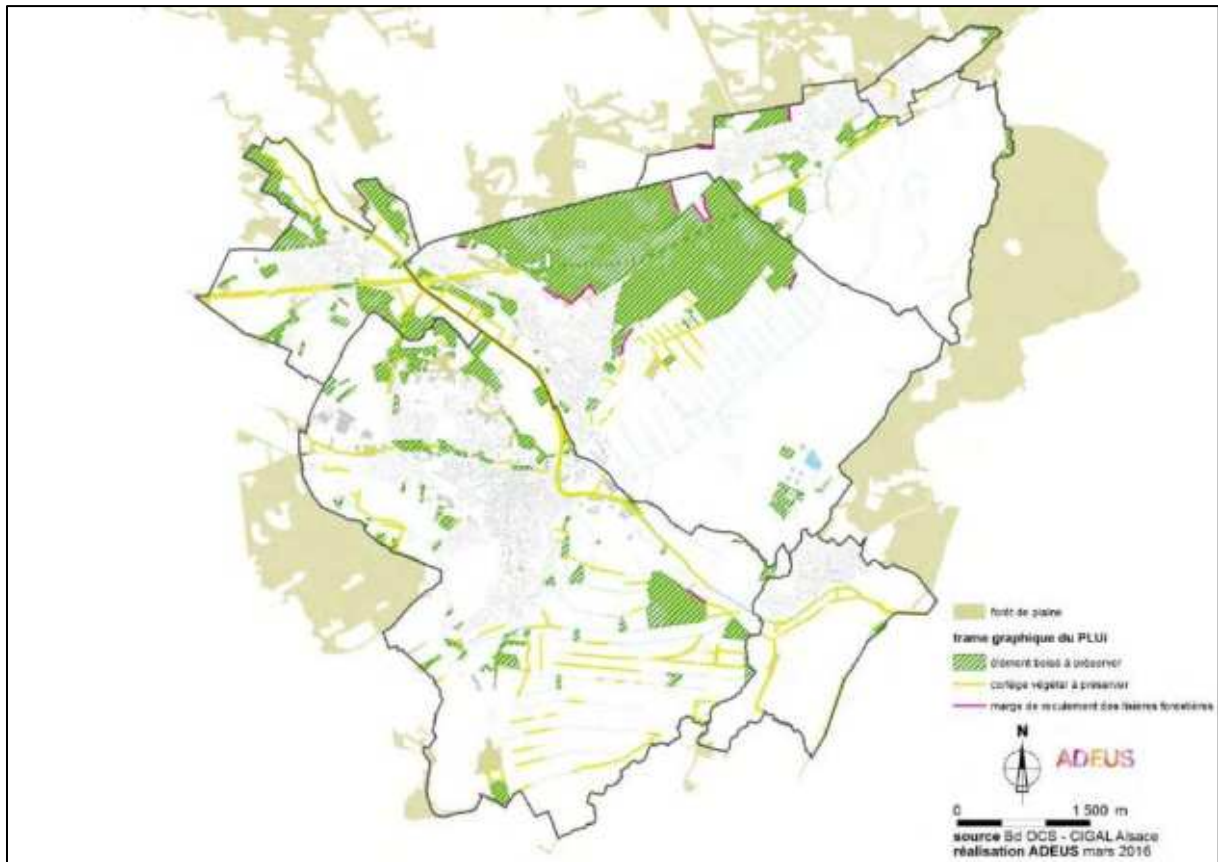 forêt de plaine
trame graphique du PLUi
élément boisé à préserver
cortège végétal à préserver
marge de reculement des lisières forestières
N
ADEUS
0 1 500 m
source Bd OCS - CIGAL Alsace
réalisation ADEUS mars 2016